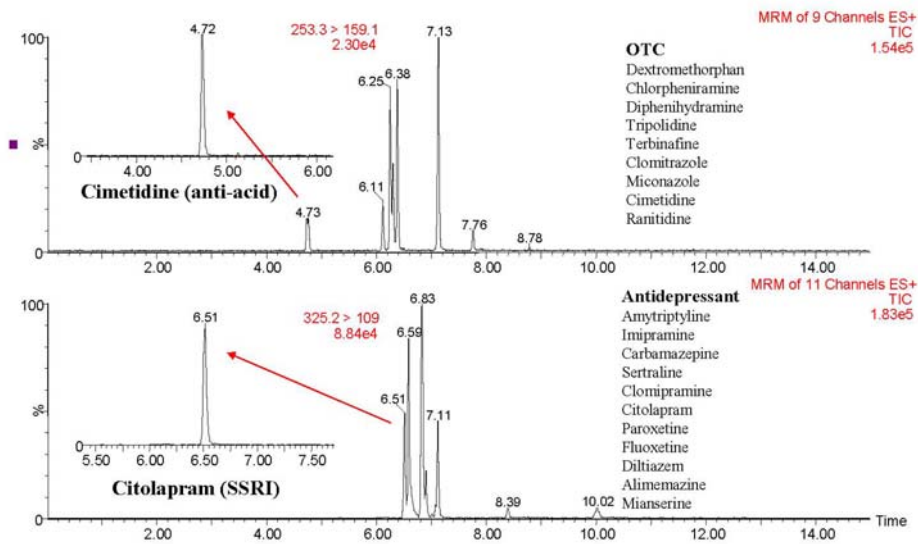 MRM of 9 Channels ES+
TIC
1.54e5
253.3 > 159.1
2.30e4
100
%
0
4.72
0
4.00 5.00 6.00
Cimetidine (anti-acid)
4.73
6.11
6.25
6.38
7.13
7.76
8.78
OTC
Dextromethorphan
Chlorpheniramine
Diphenihydramine
Tripolidine
Terbinafine
Clomitrazole
Miconazole
Cimetidine
Ranitidine
2.00 4.00 6.00 8.00 10.00 12.00 14.00
MRM of 11 Channels ES+
TIC
1.83e5
325.2 > 109
8.84e4
100
%
0
6.51
0
5.50 6.00 6.50 7.00 7.50
Citolapram (SSRI)
6.51
6.59
6.83
7.11
8.39
10.02
Antidepressant
Amytriptyline
Imipramine
Carbamazepine
Sertraline
Clomipramine
Citolapram
Paroxetine
Fluoxetine
Diltiazem
Alimemazine
Mianserine
Time
2.00 4.00 6.00 8.00 10.00 12.00 14.00